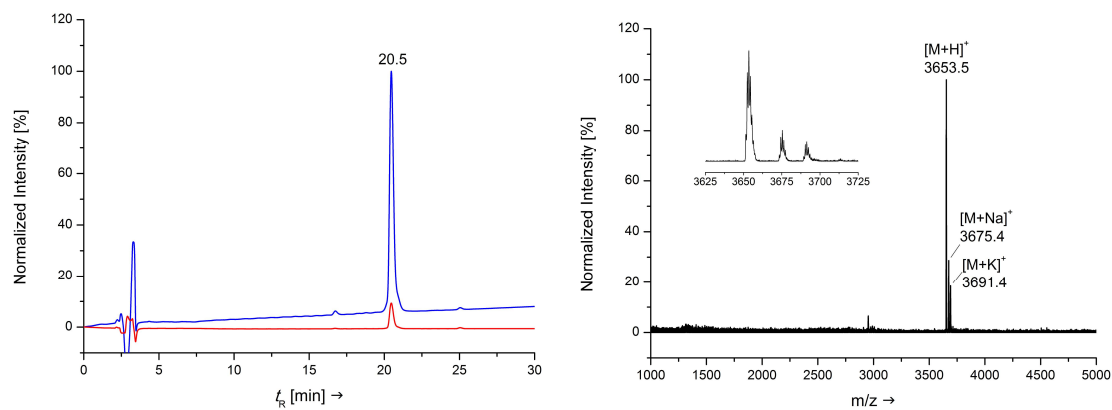 120
100
80
60
40
20
0
Normalized Intensity [%]
20.5
0 5 10 15 20 25 30
t_R [min] →
120
100
80
60
40
20
0
Normalized Intensity [%]
[M+H]⁺
3653.5
[M+Na]⁺
3675.4
[M+K]⁺
3691.4
3625 3650 3675 3700 3725
1000 1500 2000 2500 3000 3500 4000 4500 5000
m/z →